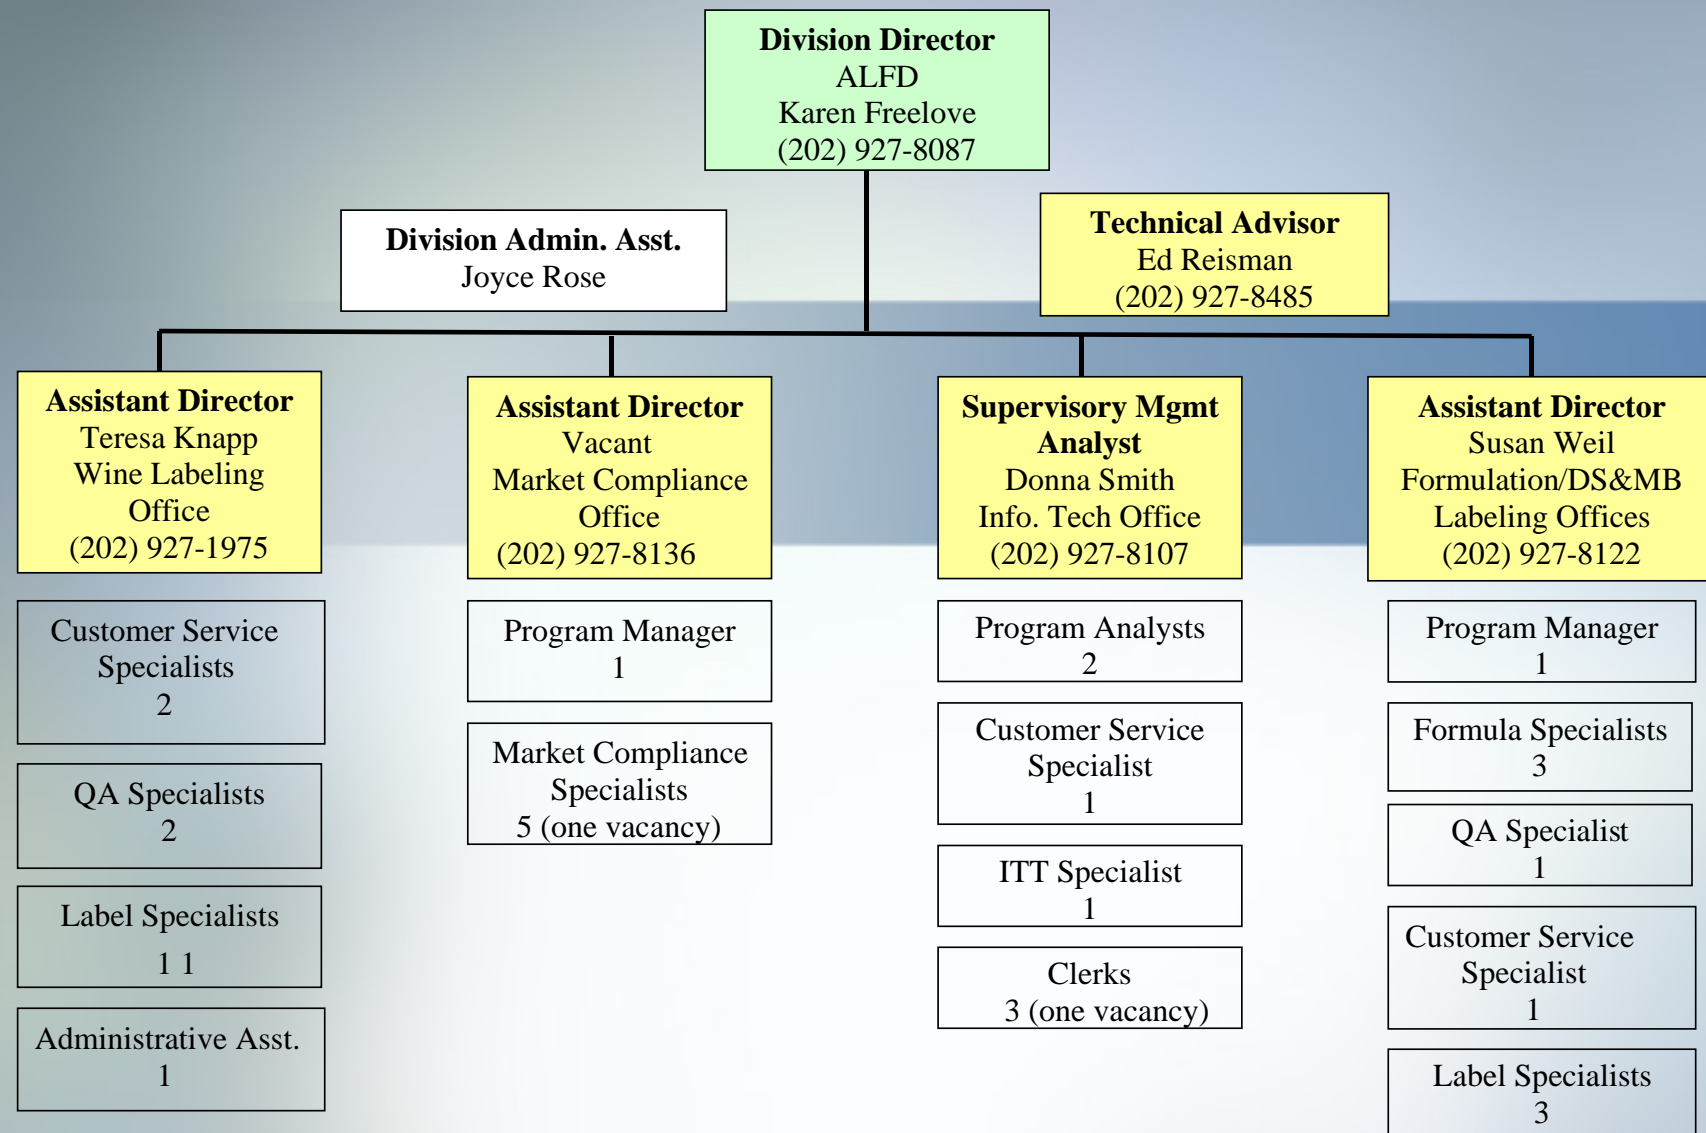 Division Director
ALFD
Karen Freelove
(202) 927-8087
Division Admin. Asst.
Joyce Rose
Technical Advisor
Ed Reisman
(202) 927-8485
Assistant Director
Teresa Knapp
Wine Labeling
Office
(202) 927-1975
Customer Service
Specialists
2
QA Specialists
2
Label Specialists
1 1
Administrative Asst.
1
Assistant Director
Vacant
Market Compliance
Office
(202) 927-8136
Program Manager
1
Market Compliance
Specialists
5 (one vacancy)
Supervisory Mgmt
Analyst
Donna Smith
Info. Tech Office
(202) 927-8107
Program Analysts
2
Customer Service
Specialist
1
ITT Specialist
1
Clerks
3 (one vacancy)
Assistant Director
Susan Weil
Formulation/DS&MB
Labeling Offices
(202) 927-8122
Program Manager
1
Formula Specialists
3
QA Specialist
1
Customer Service
Specialist
1
Label Specialists
3